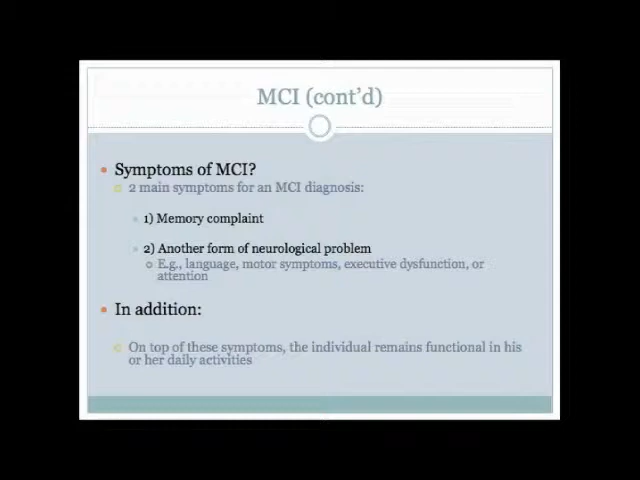 MCI (cont'd)
Symptoms of MCI?
2 main symptoms for an MCI diagnosis:
1) Memory complaint
2) Another form of neurological problem
E.g., language, motor symptoms, executive dysfunction, or
attention
In addition:
On top of these symptoms, the individual remains functional in his
or her daily activities